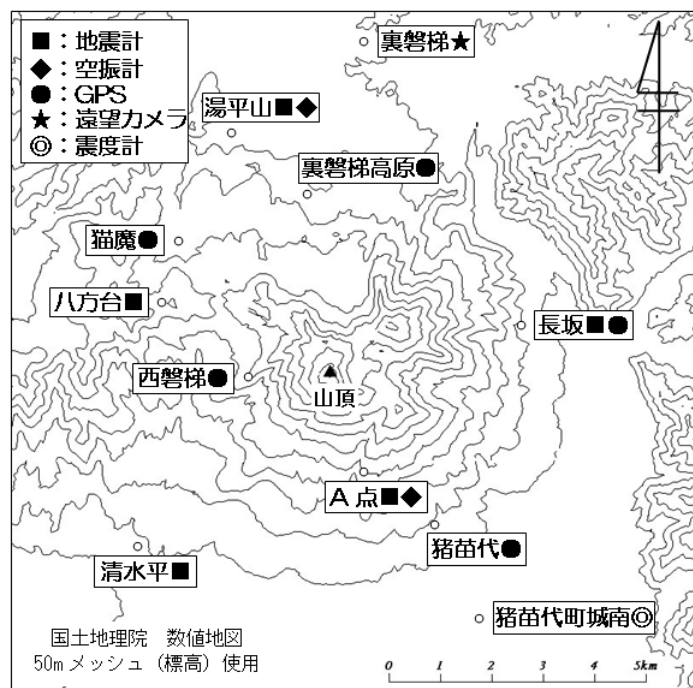 ■：地震計
◆：空振計
●：GPS
★：遠望カメラ
◎：震度計
裏磐梯★
湯平山■◆
裏磐梯高原●
猫魔●
八方台■
長坂■●
西磐梯●
山頂
A点■◆
猪苗代●
清水平■
猪苗代町城南◎
国土地理院 数値地図
50mメッシュ（標高）使用
0 1 2 3 4 5km